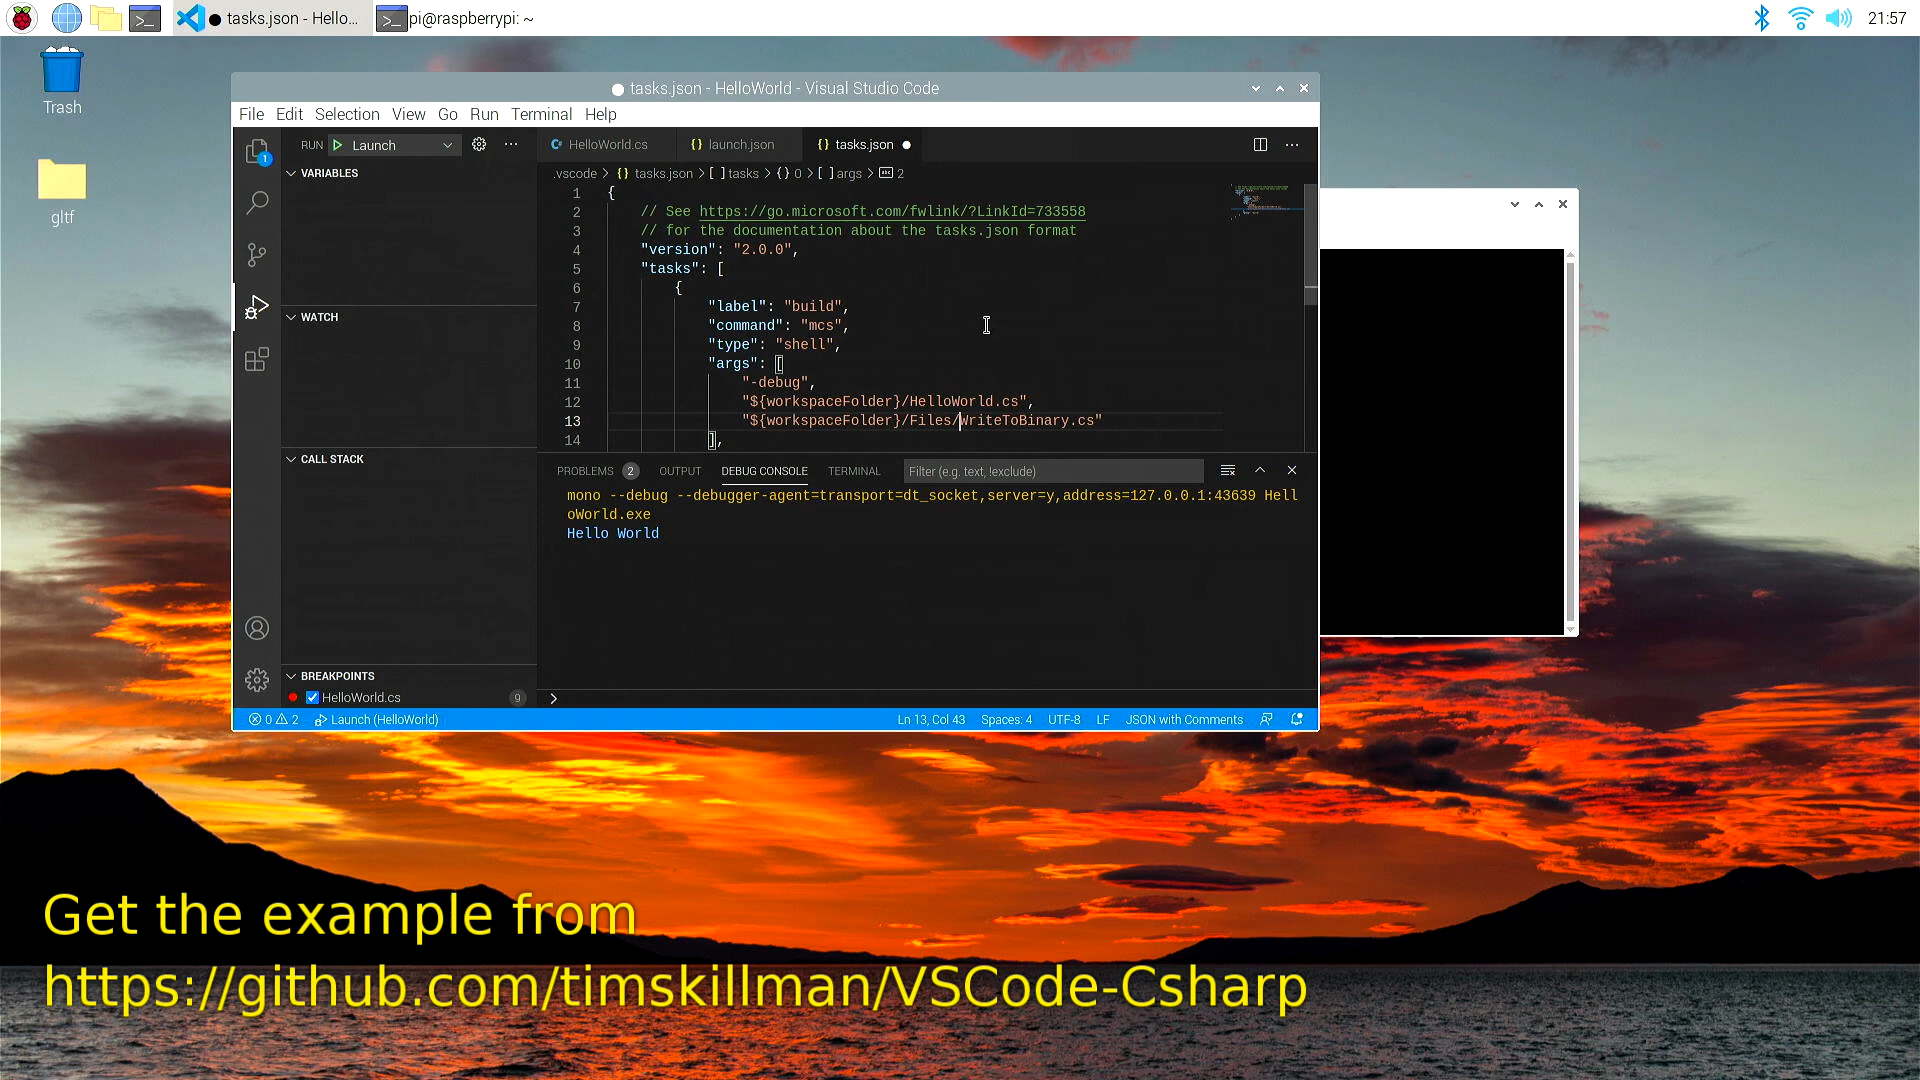 tasks.json - Hello...
pi@raspberrypi: ~
21:57
Trash
gltf
tasks.json - HelloWorld - Visual Studio Code
File Edit Selection View Go Run Terminal Help
1
RUN Launch
HelloWorld.cs
launch.json
tasks.json
.vscode > {} tasks.json > [ ] tasks > {} 0 > [ ] args > 2
VARIABLES
WATCH
CALL STACK
BREAKPOINTS
HelloWorld.cs 9
1 {
2 // See https://go.microsoft.com/fwlink/?LinkId=733558
3 // for the documentation about the tasks.json format
4 "version": "2.0.0",
5 "tasks": [
6 {
7 "label": "build",
8 "command": "mcs",
9 "type": "shell",
10 "args": [
11 "-debug",
12 "${workspaceFolder}/HelloWorld.cs",
13 "${workspaceFolder}/Files/WriteToBinary.cs"
14 ],
PROBLEMS 2 OUTPUT DEBUG CONSOLE TERMINAL Filter (e.g. text, !exclude)
mono --debug --debugger-agent=transport=dt_socket,server=y,address=127.0.0.1:43639 Hell
oWorld.exe
Hello World
0 2 Launch (HelloWorld) Ln 13, Col 43 Spaces: 4 UTF-8 LF JSON with Comments
Get the example from
https://github.com/timskillman/VSCode-Csharp